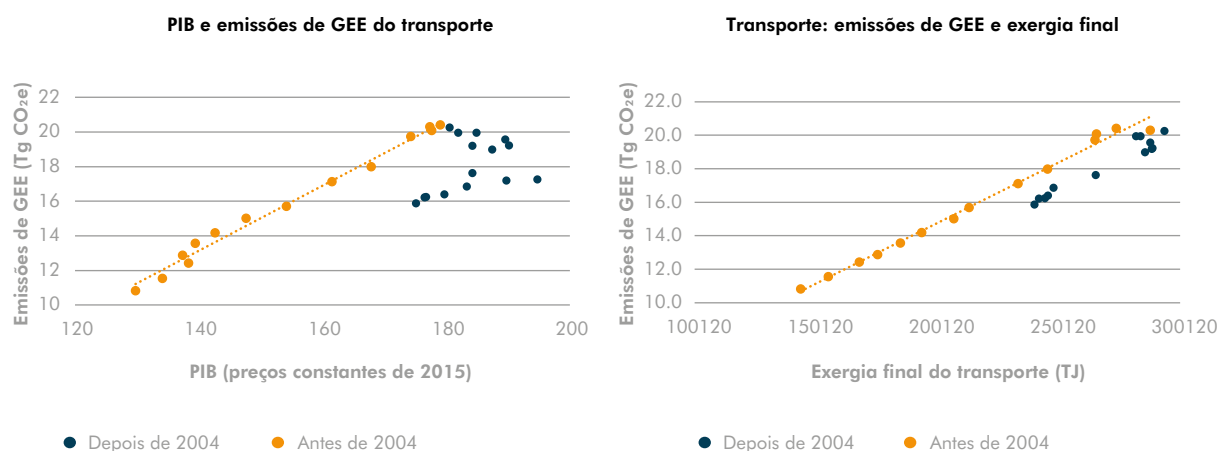 PIB e emissões de GEE do transporte
Emissões de GEE (Tg CO₂e)
22
20
18
16
14
12
10
120
140
160
180
200
PIB (preços constantes de 2015)
Depois de 2004
Antes de 2004
Transporte: emissões de GEE e exergia final
Emissões de GEE (Tg CO₂e)
22.0
20.0
18.0
16.0
14.0
12.0
10.0
100120
150120
200120
250120
300120
Exergia final do transporte (TJ)
Depois de 2004
Antes de 2004